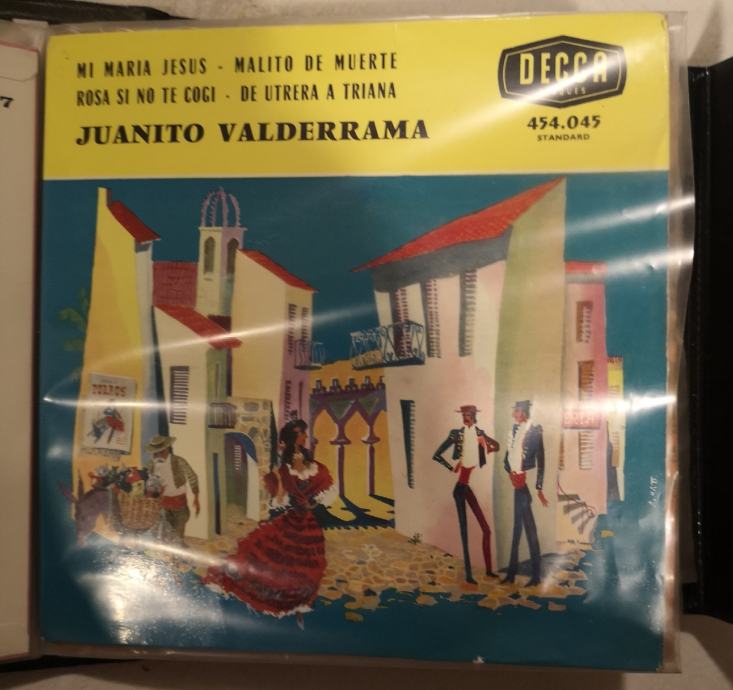 MI MARIA JESUS - MALITO DE MUERTE
ROSA SI NO TE COGI - DE UTRERA A TRIANA
JUANITO VALDERRAMA
DECCA
454.045
STANDARD
TOROS
7